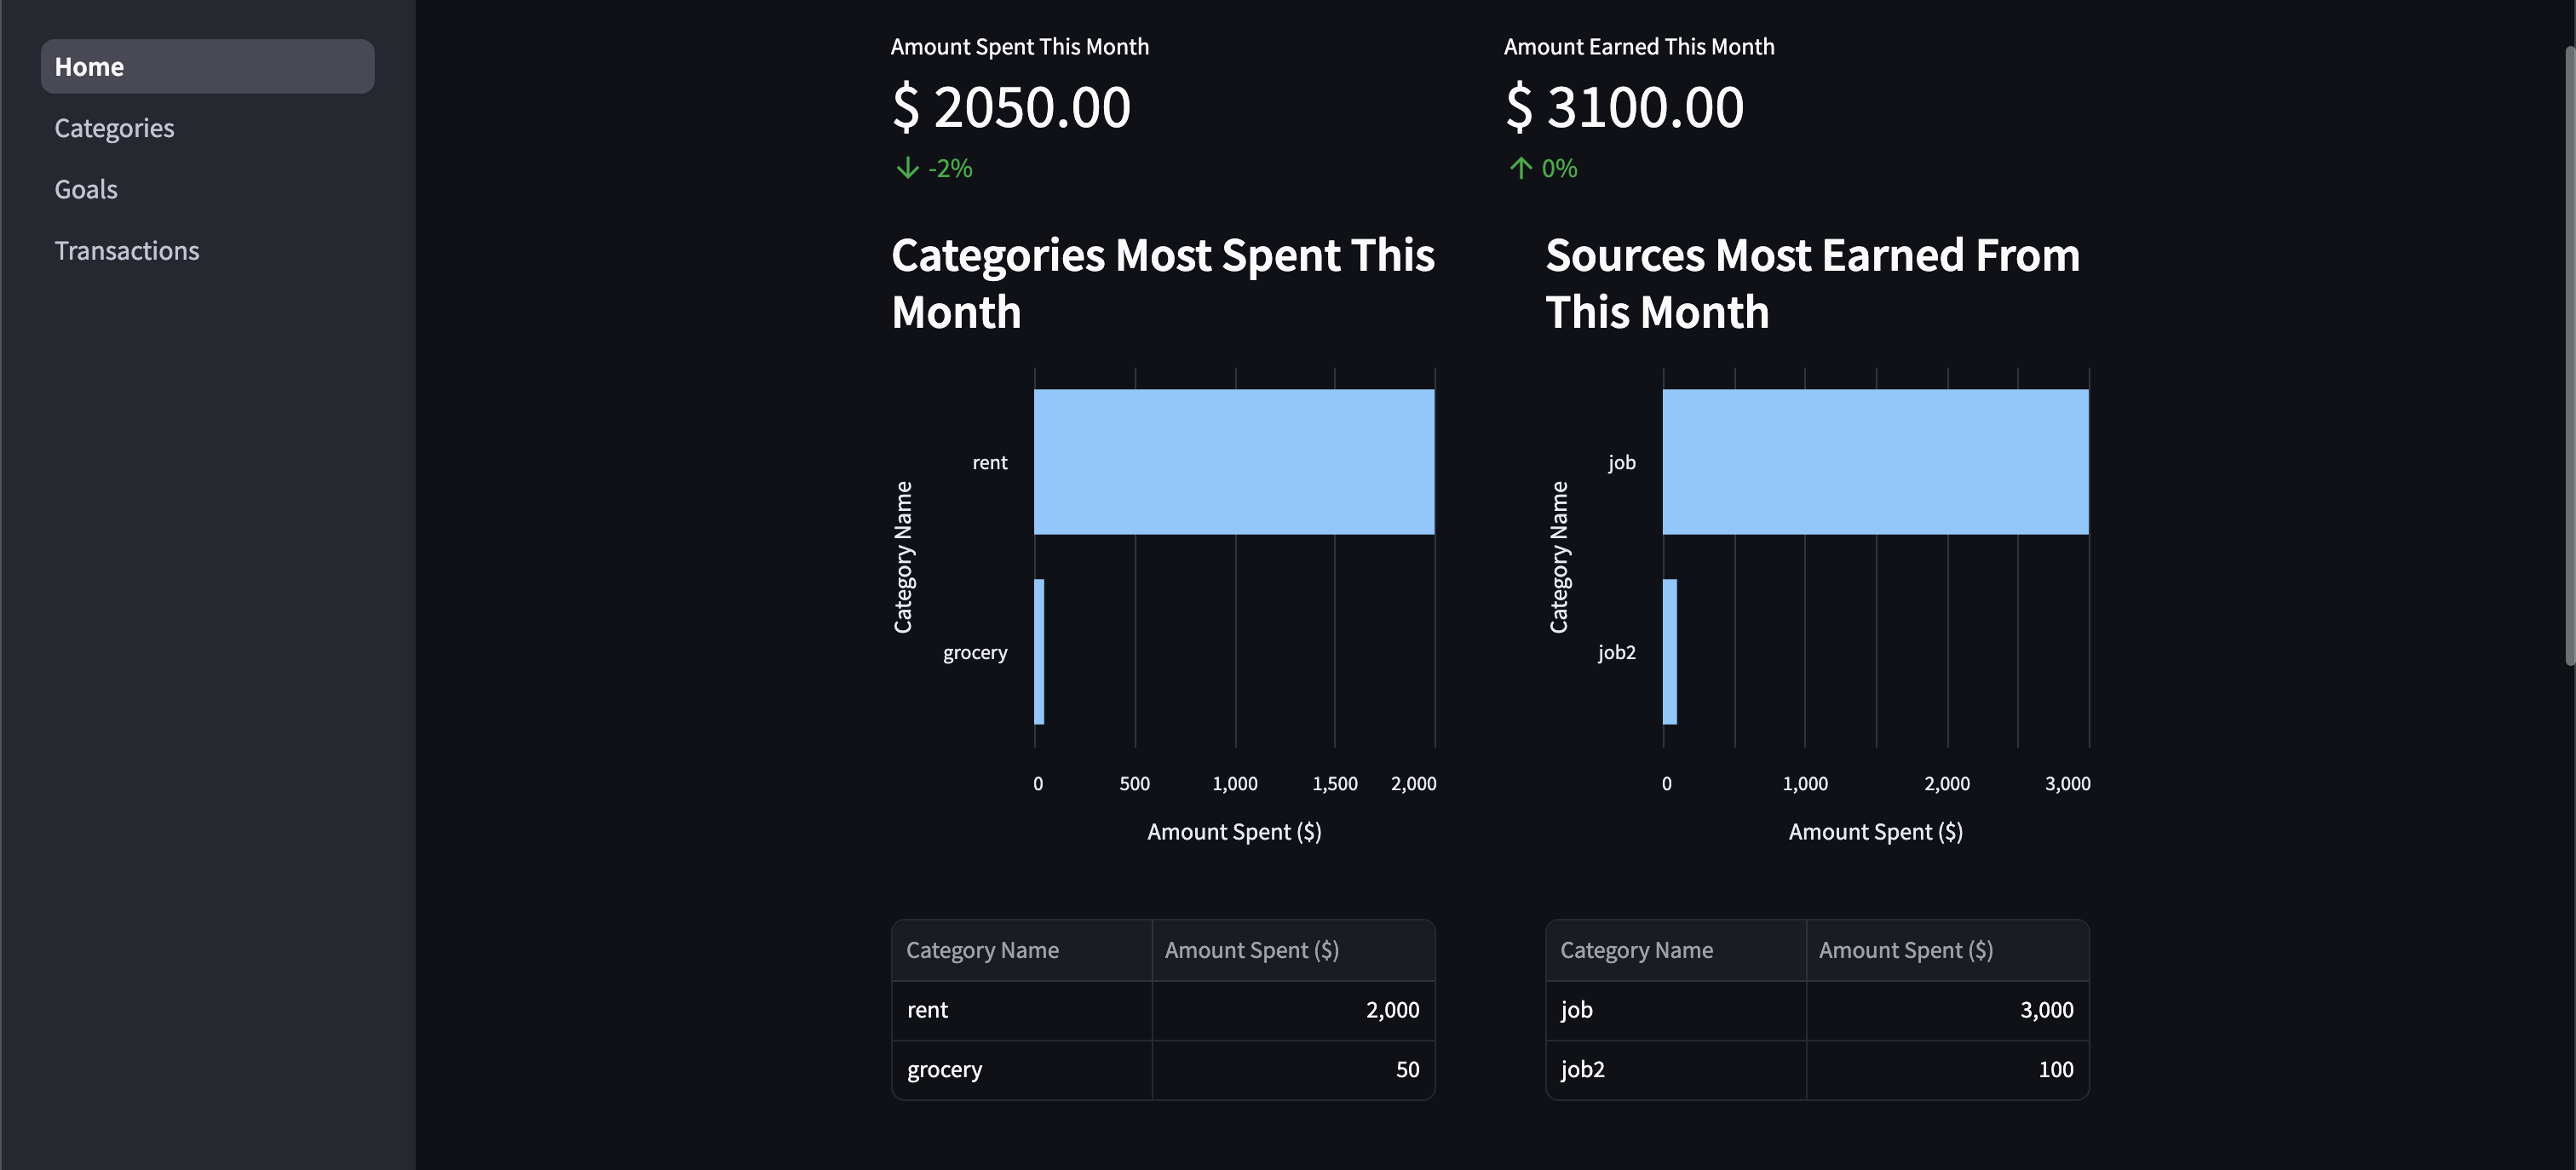 Home
Categories
Goals
Transactions
Amount Spent This Month
$ 2050.00
-2%
Amount Earned This Month
$ 3100.00
0%
Categories Most Spent This
Month
Category Name
rent
grocery
0 500 1,000 1,500 2,000
Amount Spent ($)
Sources Most Earned From
This Month
Category Name
job
job2
0 1,000 2,000 3,000
Amount Spent ($)
Category Name Amount Spent ($)
rent 2,000
grocery 50
Category Name Amount Spent ($)
job 3,000
job2 100